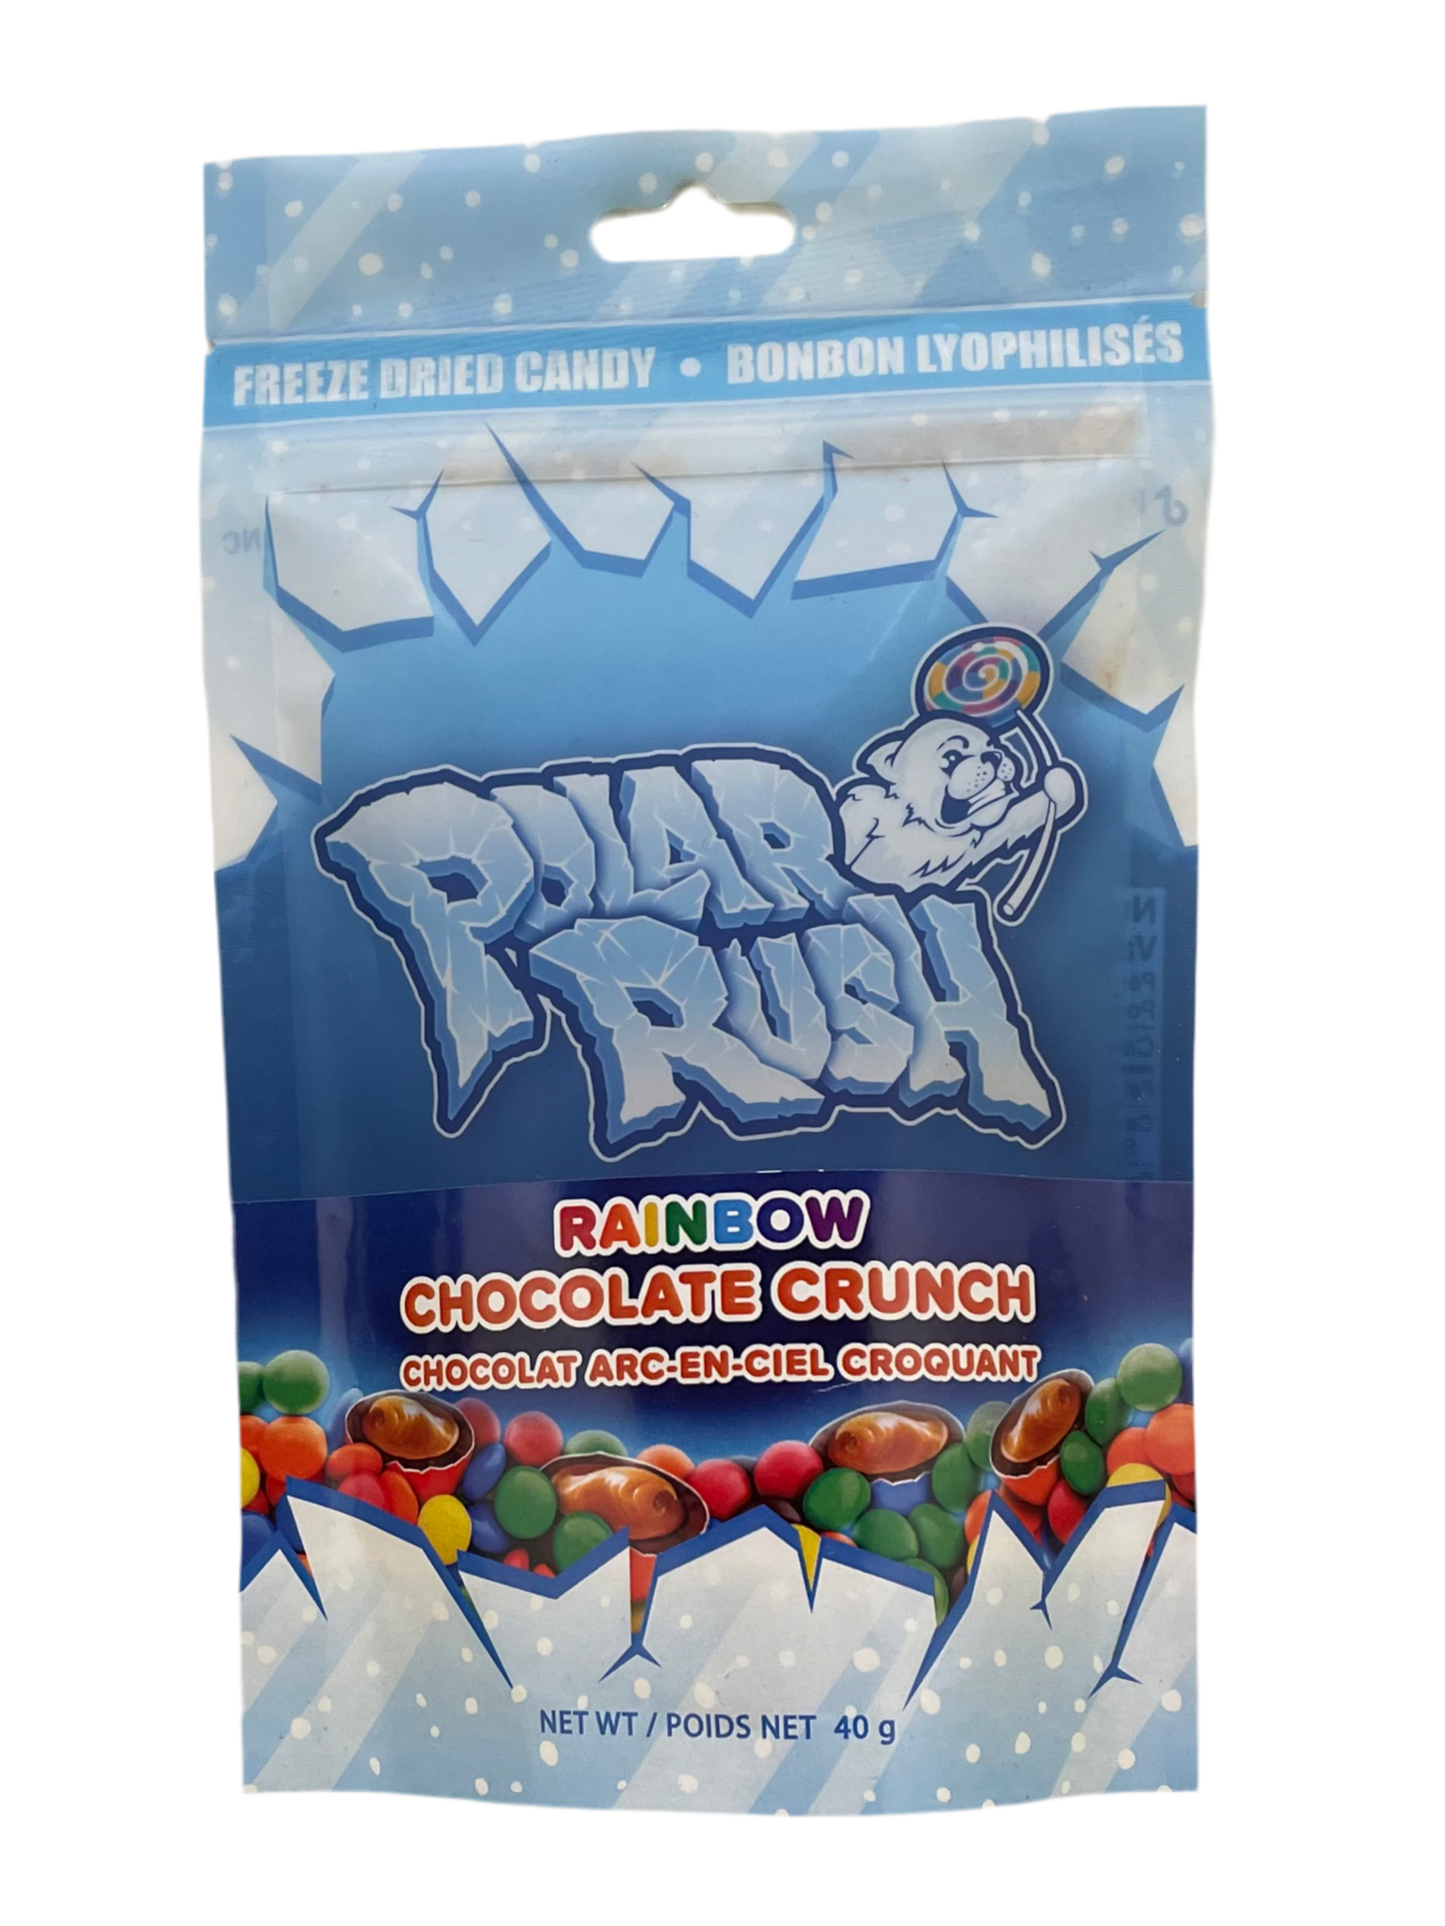 FREEZE DRIED CANDY • BONBON LYOPHILISÉS
POLAR
RUSH
RAINBOW
CHOCOLATE CRUNCH
CHOCOLAT ARC-EN-CIEL CROQUANT
NET WT / POIDS NET 40 g